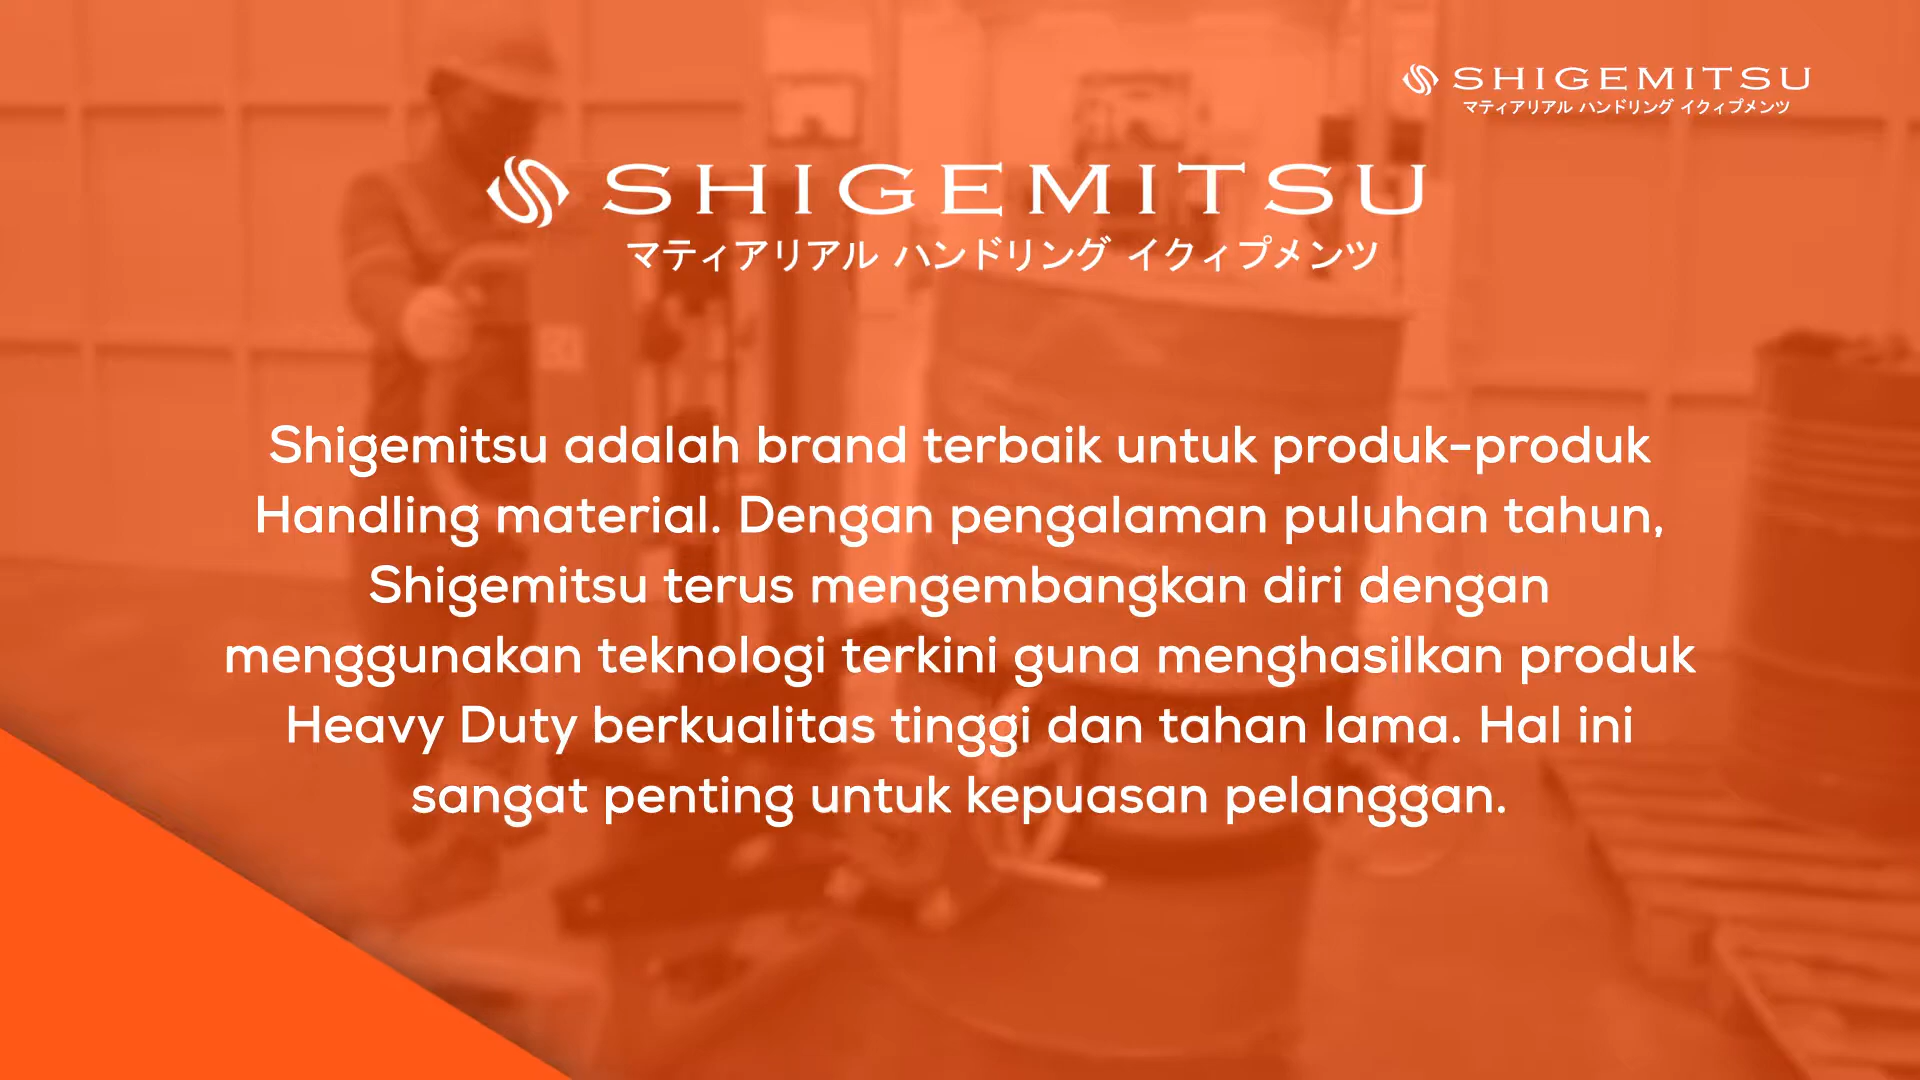 SHIGEMITSU
マティアリアル ハンドリング イクィプメンツ
SHIGEMITSU
マティアリアル ハンドリング イクィプメンツ
Shigemitsu adalah brand terbaik untuk produk-produk
Handling material. Dengan pengalaman puluhan tahun,
Shigemitsu terus mengembangkan diri dengan
menggunakan teknologi terkini guna menghasilkan produk
Heavy Duty berkualitas tinggi dan tahan lama. Hal ini
sangat penting untuk kepuasan pelanggan.